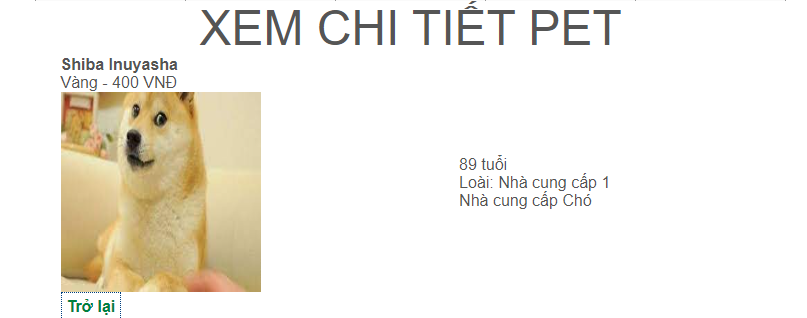 XEM CHI TIẾT PET
Shiba Inuyasha
Vàng - 400 VNĐ
89 tuổi
Loài: Nhà cung cấp 1
Nhà cung cấp Chó
Trở lại